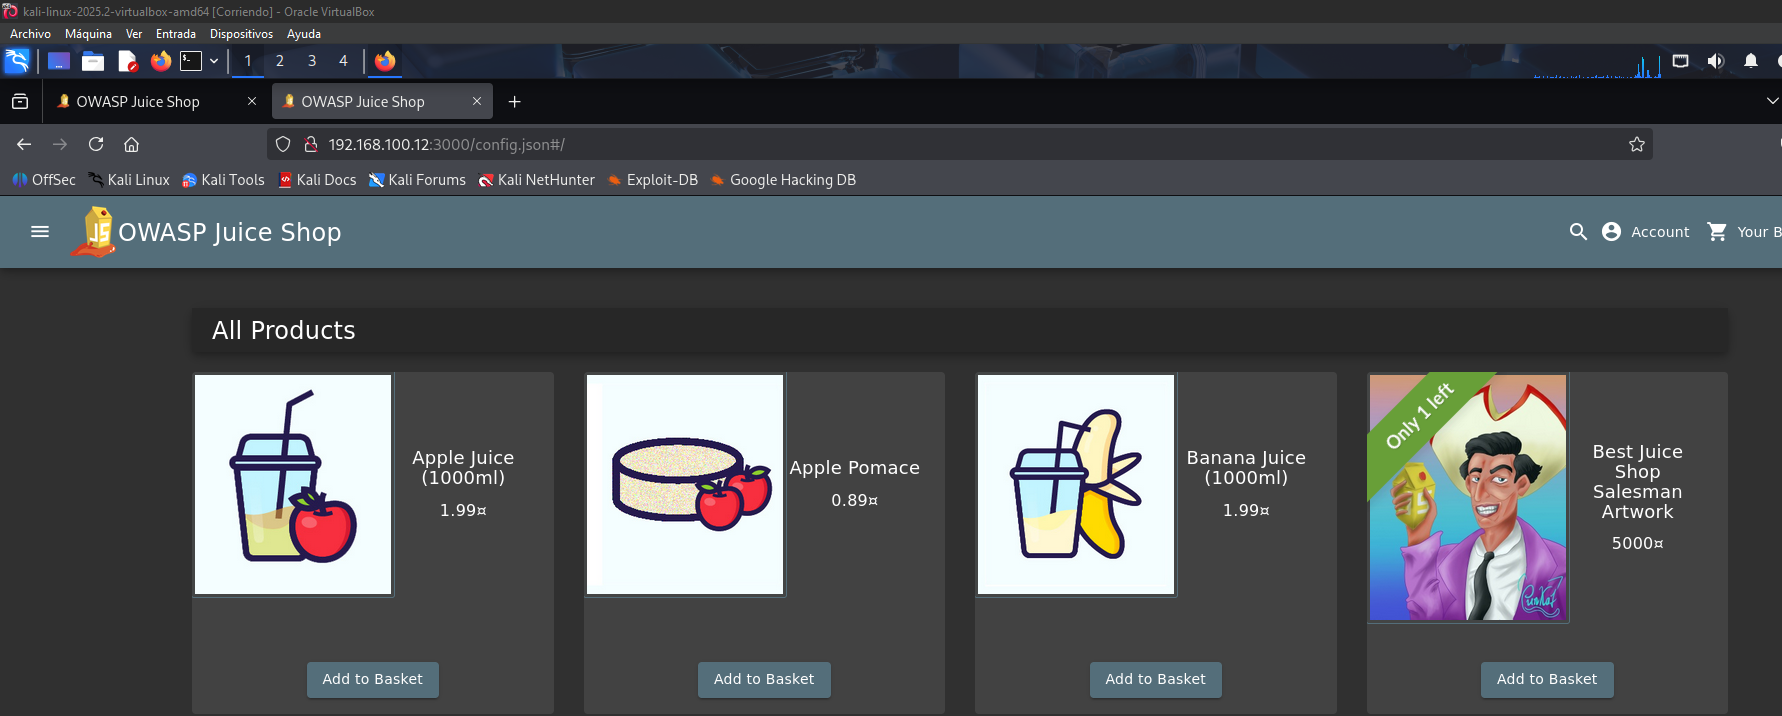 kali-linux-2025.2-virtualbox-amd64 [Corriendo] - Oracle VirtualBox
Archivo Máquina Ver Entrada Dispositivos Ayuda
1 2 3 4
OWASP Juice Shop
OWASP Juice Shop
192.168.100.12:3000/config.json#/
OffSec Kali Linux Kali Tools Kali Docs Kali Forums Kali NetHunter Exploit-DB Google Hacking DB
JS
OWASP Juice Shop
Account
Your B
All Products
Apple Juice
(1000ml)
1.99¤
Add to Basket
Apple Pomace
0.89¤
Add to Basket
Banana Juice
(1000ml)
1.99¤
Add to Basket
Only 1 left
Best Juice
Shop
Salesman
Artwork
5000¤
Add to Basket